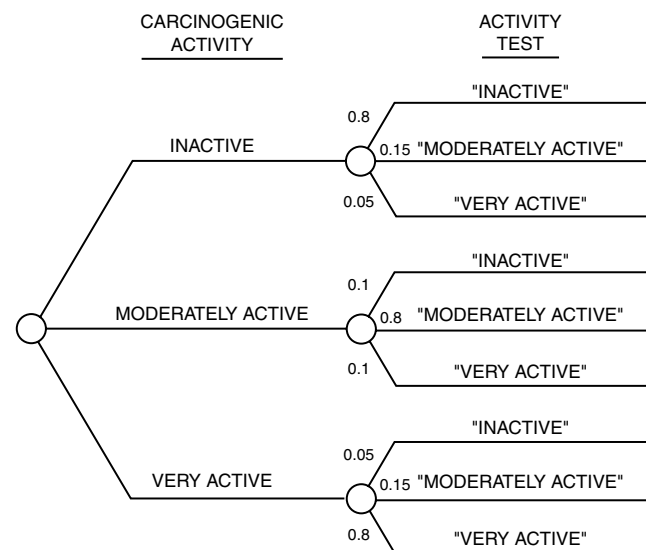 CARCINOGENIC
ACTIVITY
ACTIVITY
TEST
INACTIVE
0.8
"INACTIVE"
0.15
"MODERATELY ACTIVE"
0.05
"VERY ACTIVE"
MODERATELY ACTIVE
0.1
"INACTIVE"
0.8
"MODERATELY ACTIVE"
0.1
"VERY ACTIVE"
VERY ACTIVE
0.05
"INACTIVE"
0.15
"MODERATELY ACTIVE"
0.8
"VERY ACTIVE"